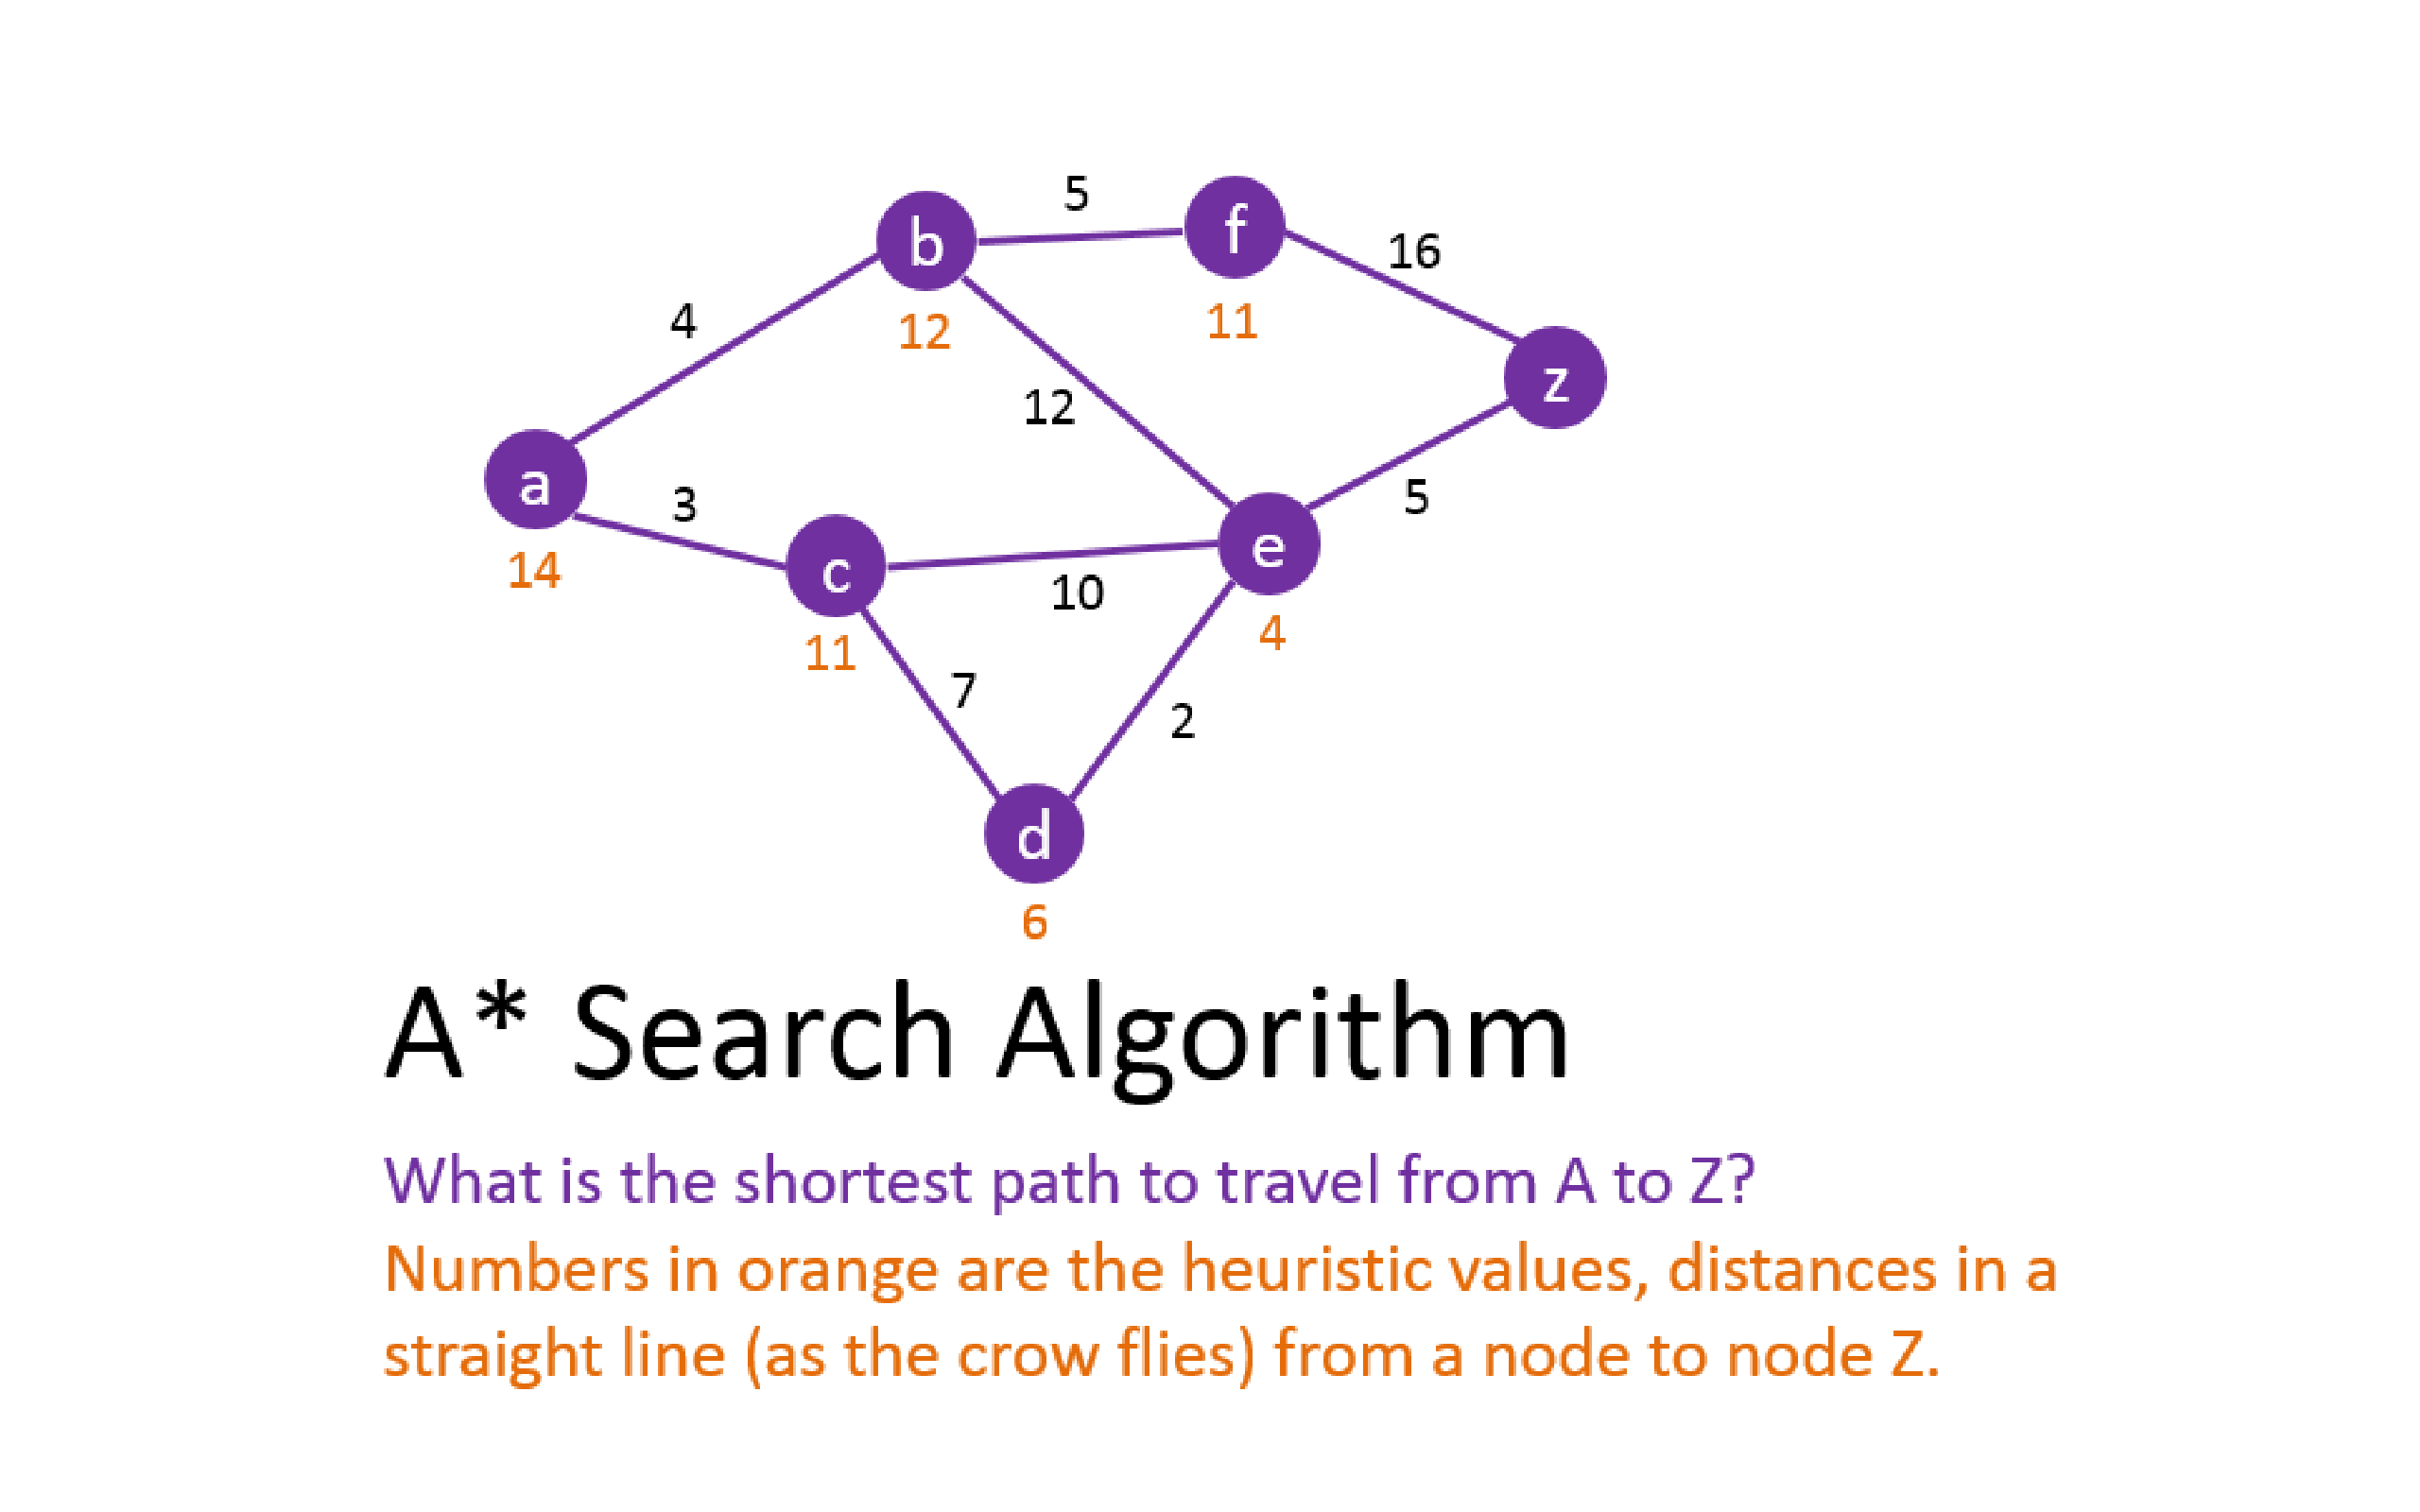 5
b
f
16
12
11
4
z
12
a
3
5
14
c
e
10
11
4
7
2
d
6
A* Search Algorithm
What is the shortest path to travel from A to Z?
Numbers in orange are the heuristic values, distances in a
straight line (as the crow flies) from a node to node Z.